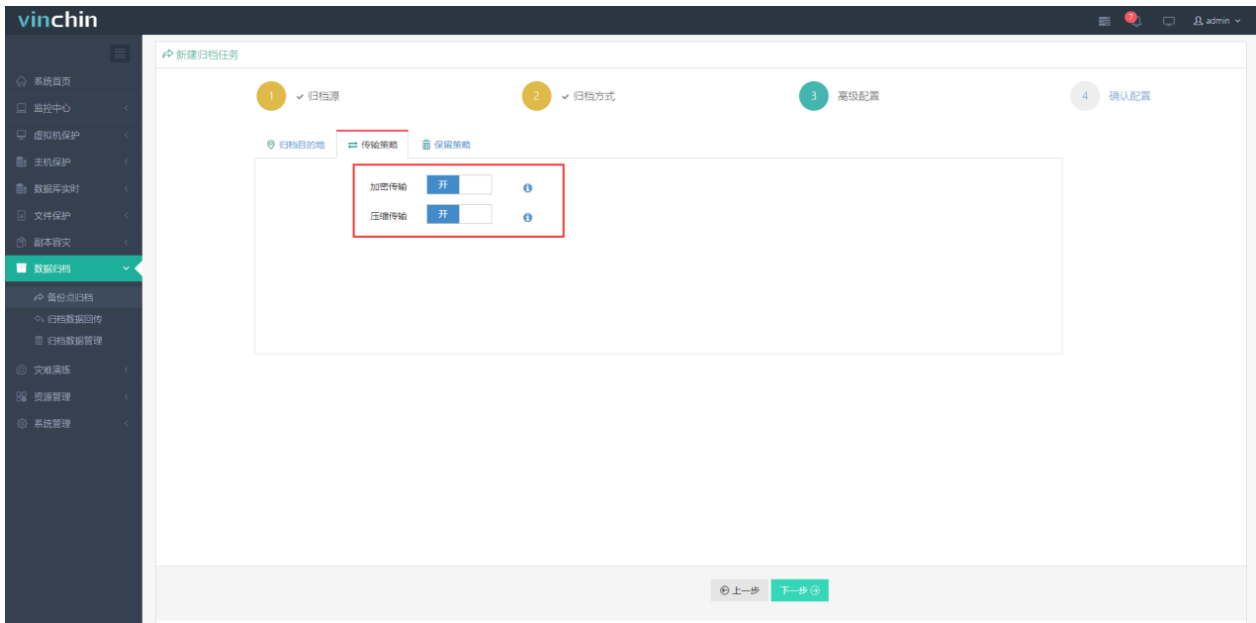 vinchin
7
admin
新建归档任务
系统首页
监控中心
虚拟机保护
主机保护
数据库实时
文件保护
副本容灾
数据归档
备份点归档
归档数据回传
归档数据管理
灾难演练
资源管理
系统管理
1 归档源
2 归档方式
3 高级配置
4 确认配置
归档目的地 传输策略 保留策略
加密传输 开
压缩传输 开
上一步 下一步